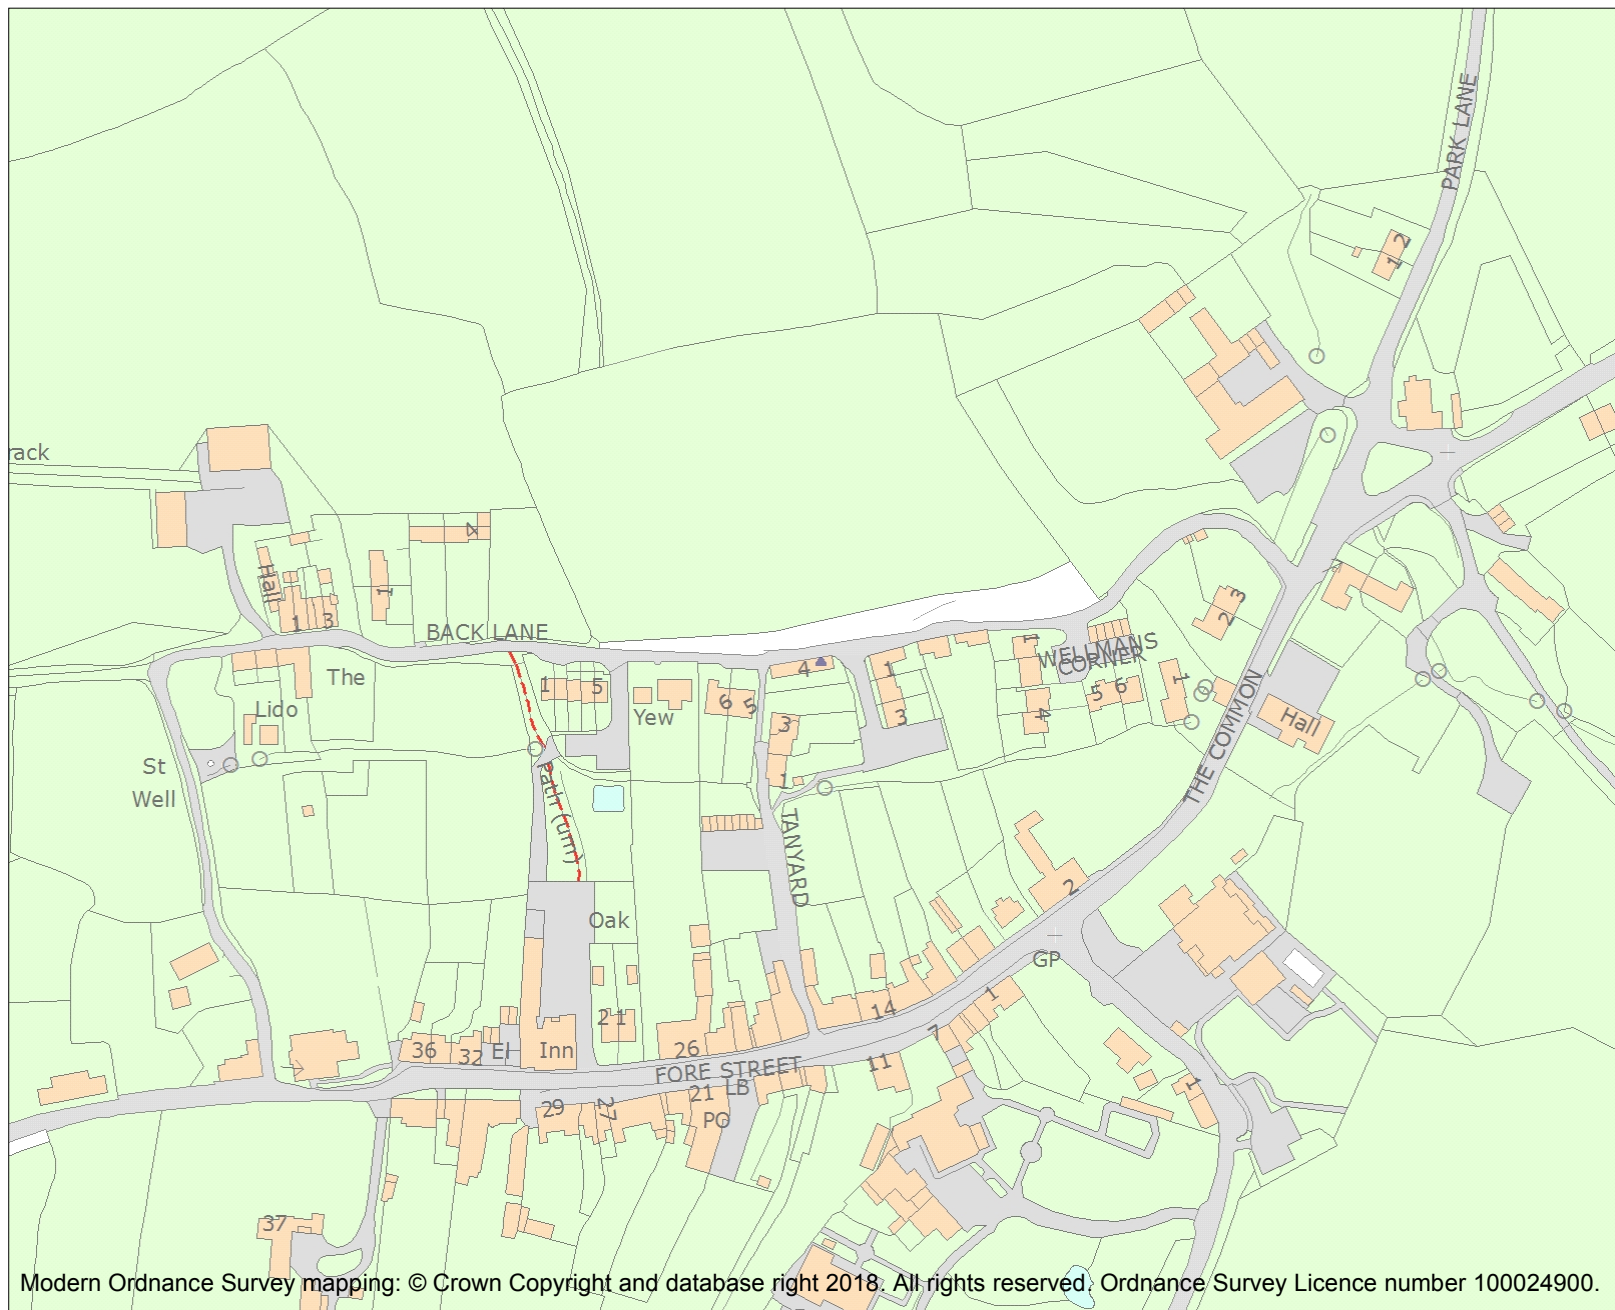 PARK LANE
2
1
rack
4
Hall
1
3
1
BACK LANE
The
Lido
St
Well
1
5
Yew
6
5
4
3
1
1
3
1
WELLMANS
CORNER
4
5
6
1
2
3
7
Hall
THE COMMON
Path (um)
TANYARD
Oak
2
GP
14
1
7
11
2 1
26
36
32
El
Inn
FORE STREET
21
LB
PO
29
27
1
37
Modern Ordnance Survey mapping: © Crown Copyright and database right 2018. All rights reserved. Ordnance Survey Licence number 100024900.